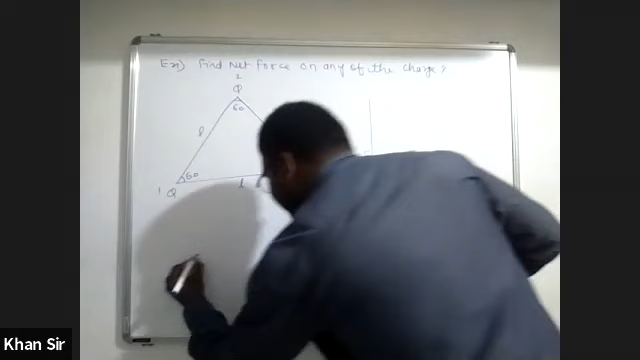 Ex) Find Net Force on any of the charge's
2
Q
60
l
60
1 Q
l
Khan Sir